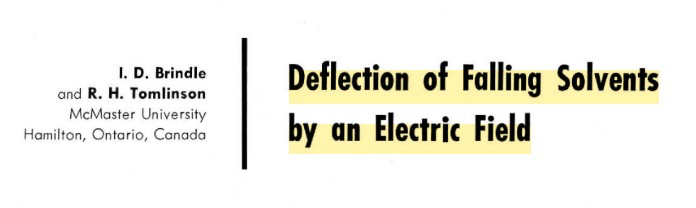 I. D. Brindle
and R. H. Tomlinson
McMaster University
Hamilton, Ontario, Canada
Deflection of Falling Solvents
by an Electric Field